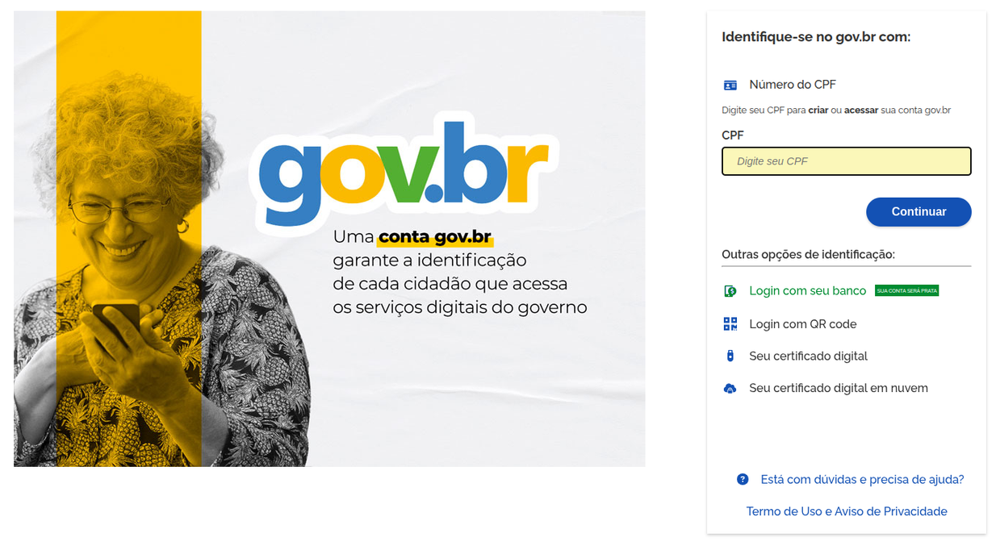 gov.br
Uma conta gov.br
garante a identificação
de cada cidadão que acessa
os serviços digitais do governo
Identifique-se no gov.br com:
Número do CPF
Digite seu CPF para criar ou acessar sua conta gov.br
CPF
Digite seu CPF
Continuar
Outras opções de identificação:
Login com seu banco SUA CONTA SERÁ PRATA
Login com QR code
Seu certificado digital
Seu certificado digital em nuvem
Está com dúvidas e precisa de ajuda?
Termo de Uso e Aviso de Privacidade